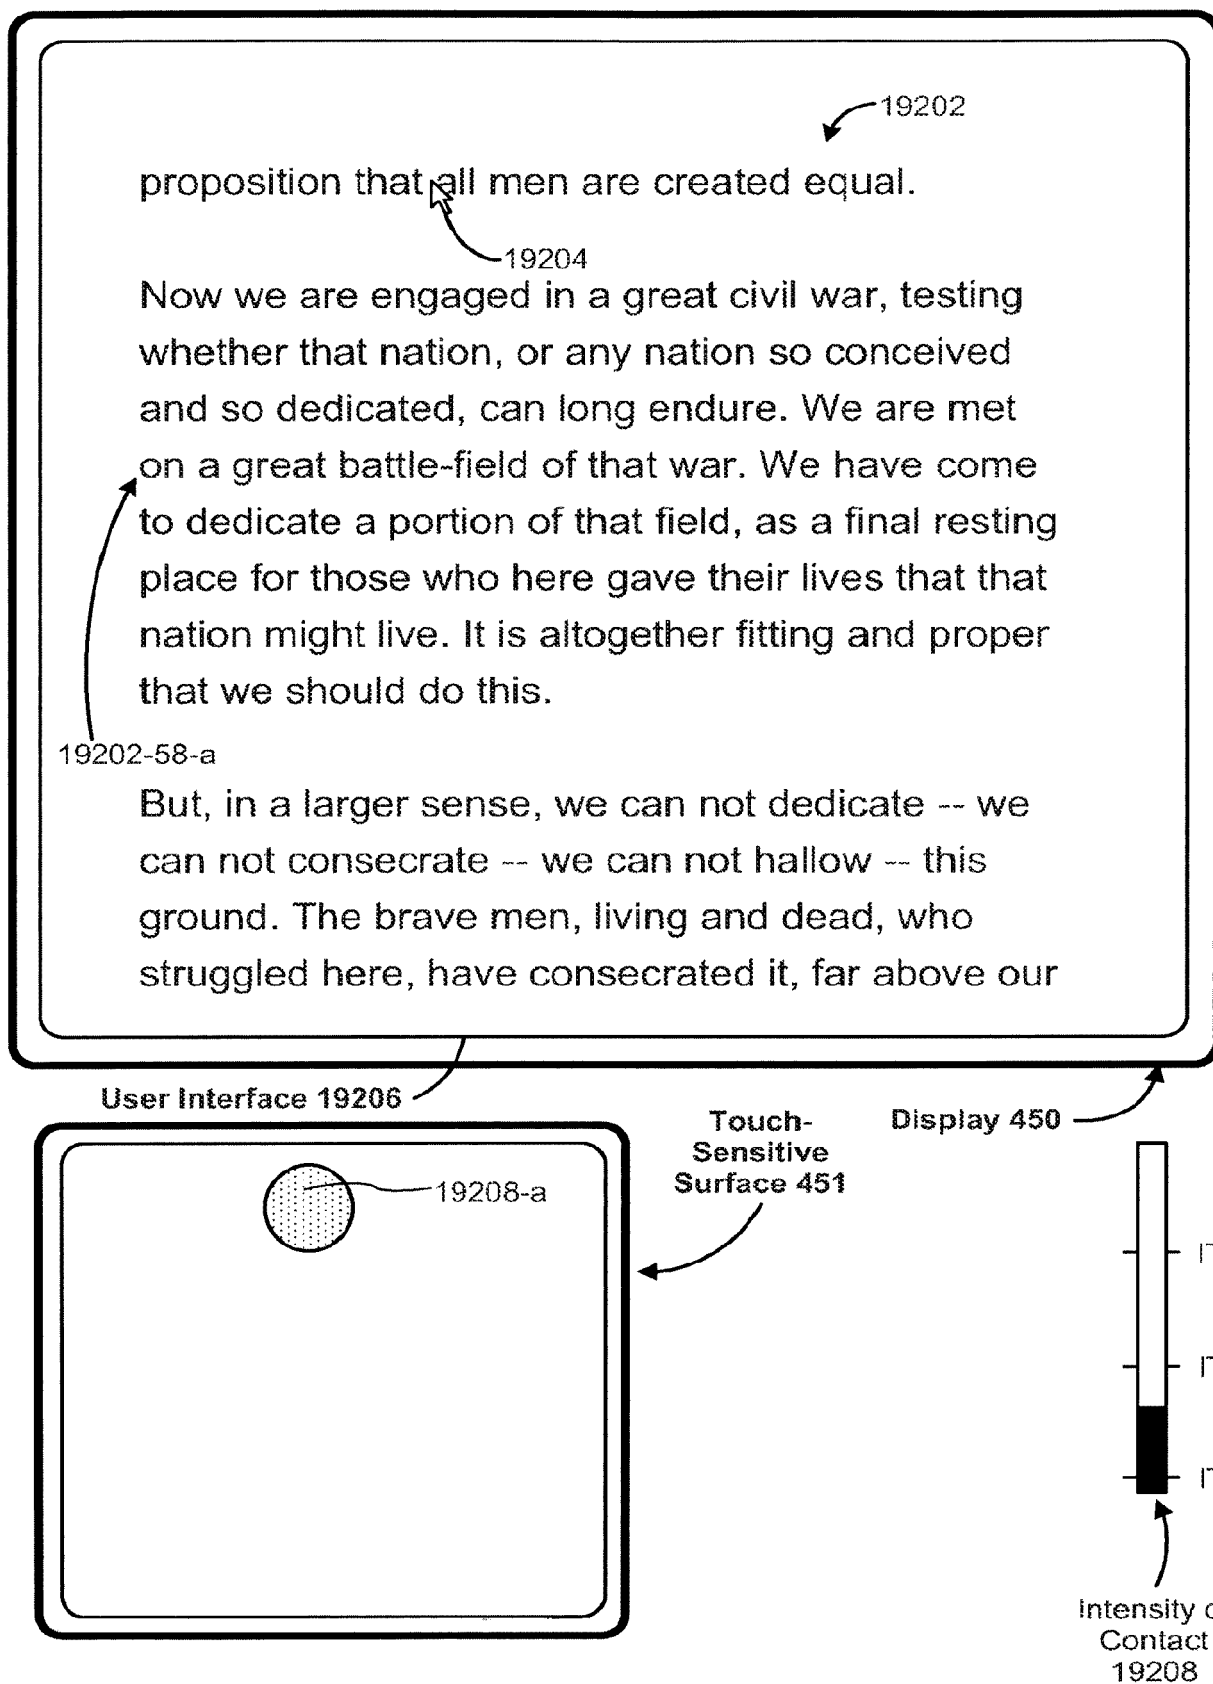 19202
proposition that all men are created equal.
19204
Now we are engaged in a great civil war, testing
whether that nation, or any nation so conceived
and so dedicated, can long endure. We are met
on a great battle-field of that war. We have come
to dedicate a portion of that field, as a final resting
place for those who here gave their lives that that
nation might live. It is altogether fitting and proper
that we should do this.
19202-58-a
But, in a larger sense, we can not dedicate -- we
can not consecrate -- we can not hallow -- this
ground. The brave men, living and dead, who
struggled here, have consecrated it, far above our
User Interface 19206
Display 450
Touch-
Sensitive
Surface 451
19208-a
Intensity
Contact
19208